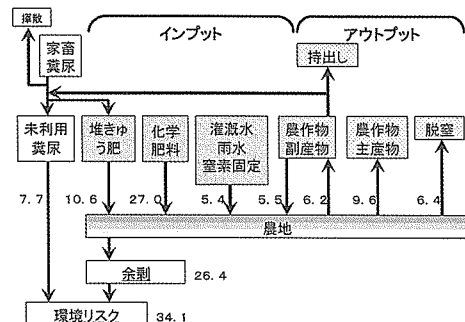 揮散
インプット
アウトプット
家畜
糞尿
持出し
未利用
糞尿
堆きゅ
う肥
化学
肥料
灌漑水
雨水
窒素固定
農作物
副産物
農作物
主産物
脱窒
7.7
10.6
27.0
5.4
5.5
6.2
9.6
6.4
農地
余剰
26.4
環境リスク
34.1